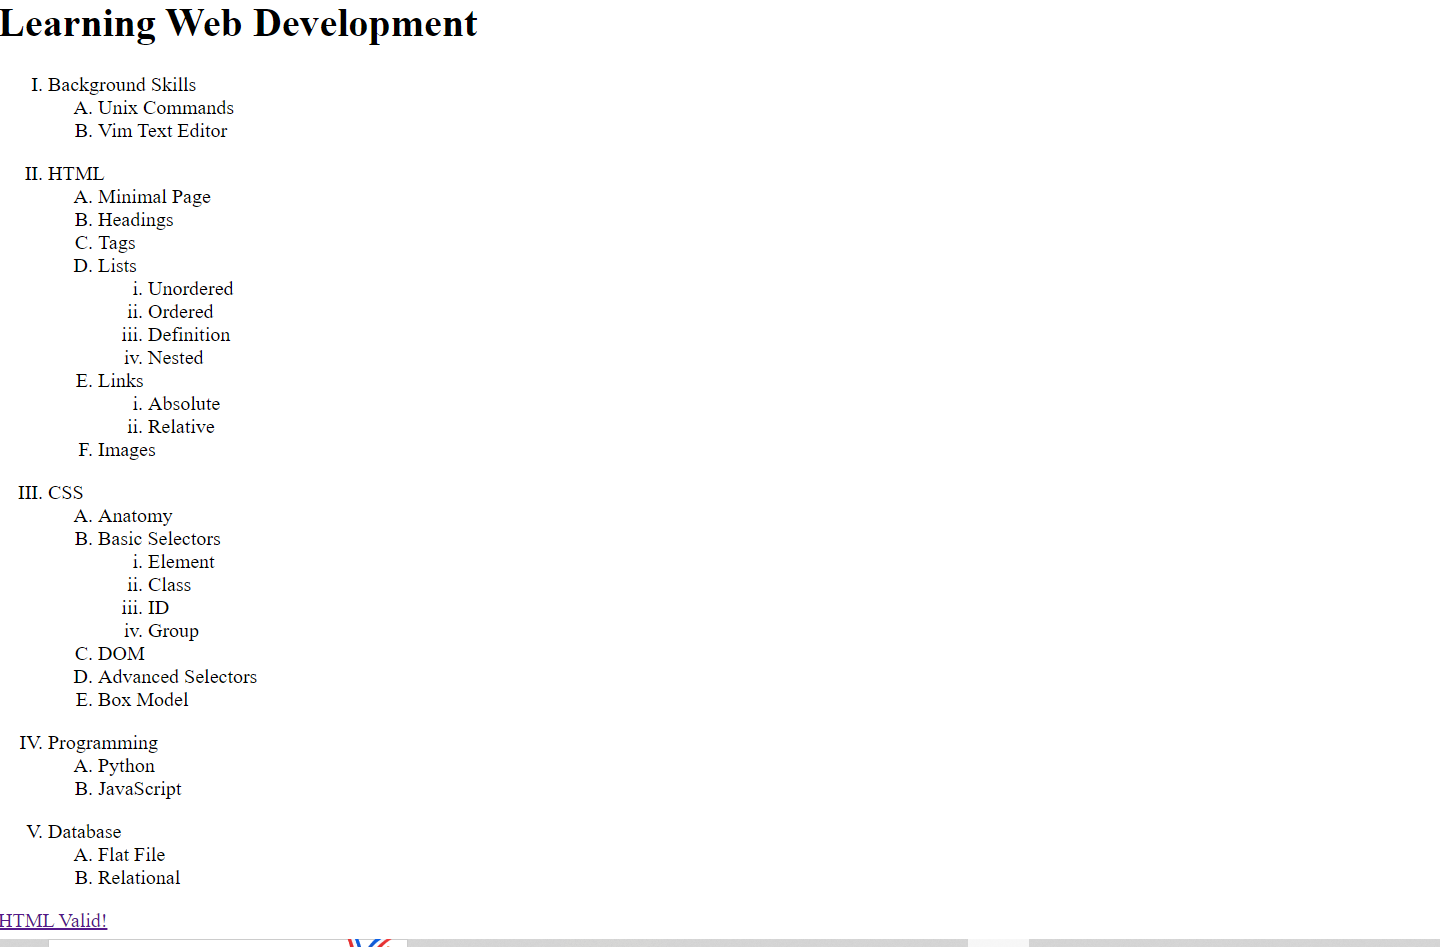 Learning Web Development
I. Background Skills
A. Unix Commands
B. Vim Text Editor
II. HTML
A. Minimal Page
B. Headings
C. Tags
D. Lists
i. Unordered
ii. Ordered
iii. Definition
iv. Nested
E. Links
i. Absolute
ii. Relative
F. Images
III. CSS
A. Anatomy
B. Basic Selectors
i. Element
ii. Class
iii. ID
iv. Group
C. DOM
D. Advanced Selectors
E. Box Model
IV. Programming
A. Python
B. JavaScript
V. Database
A. Flat File
B. Relational
HTML Valid!